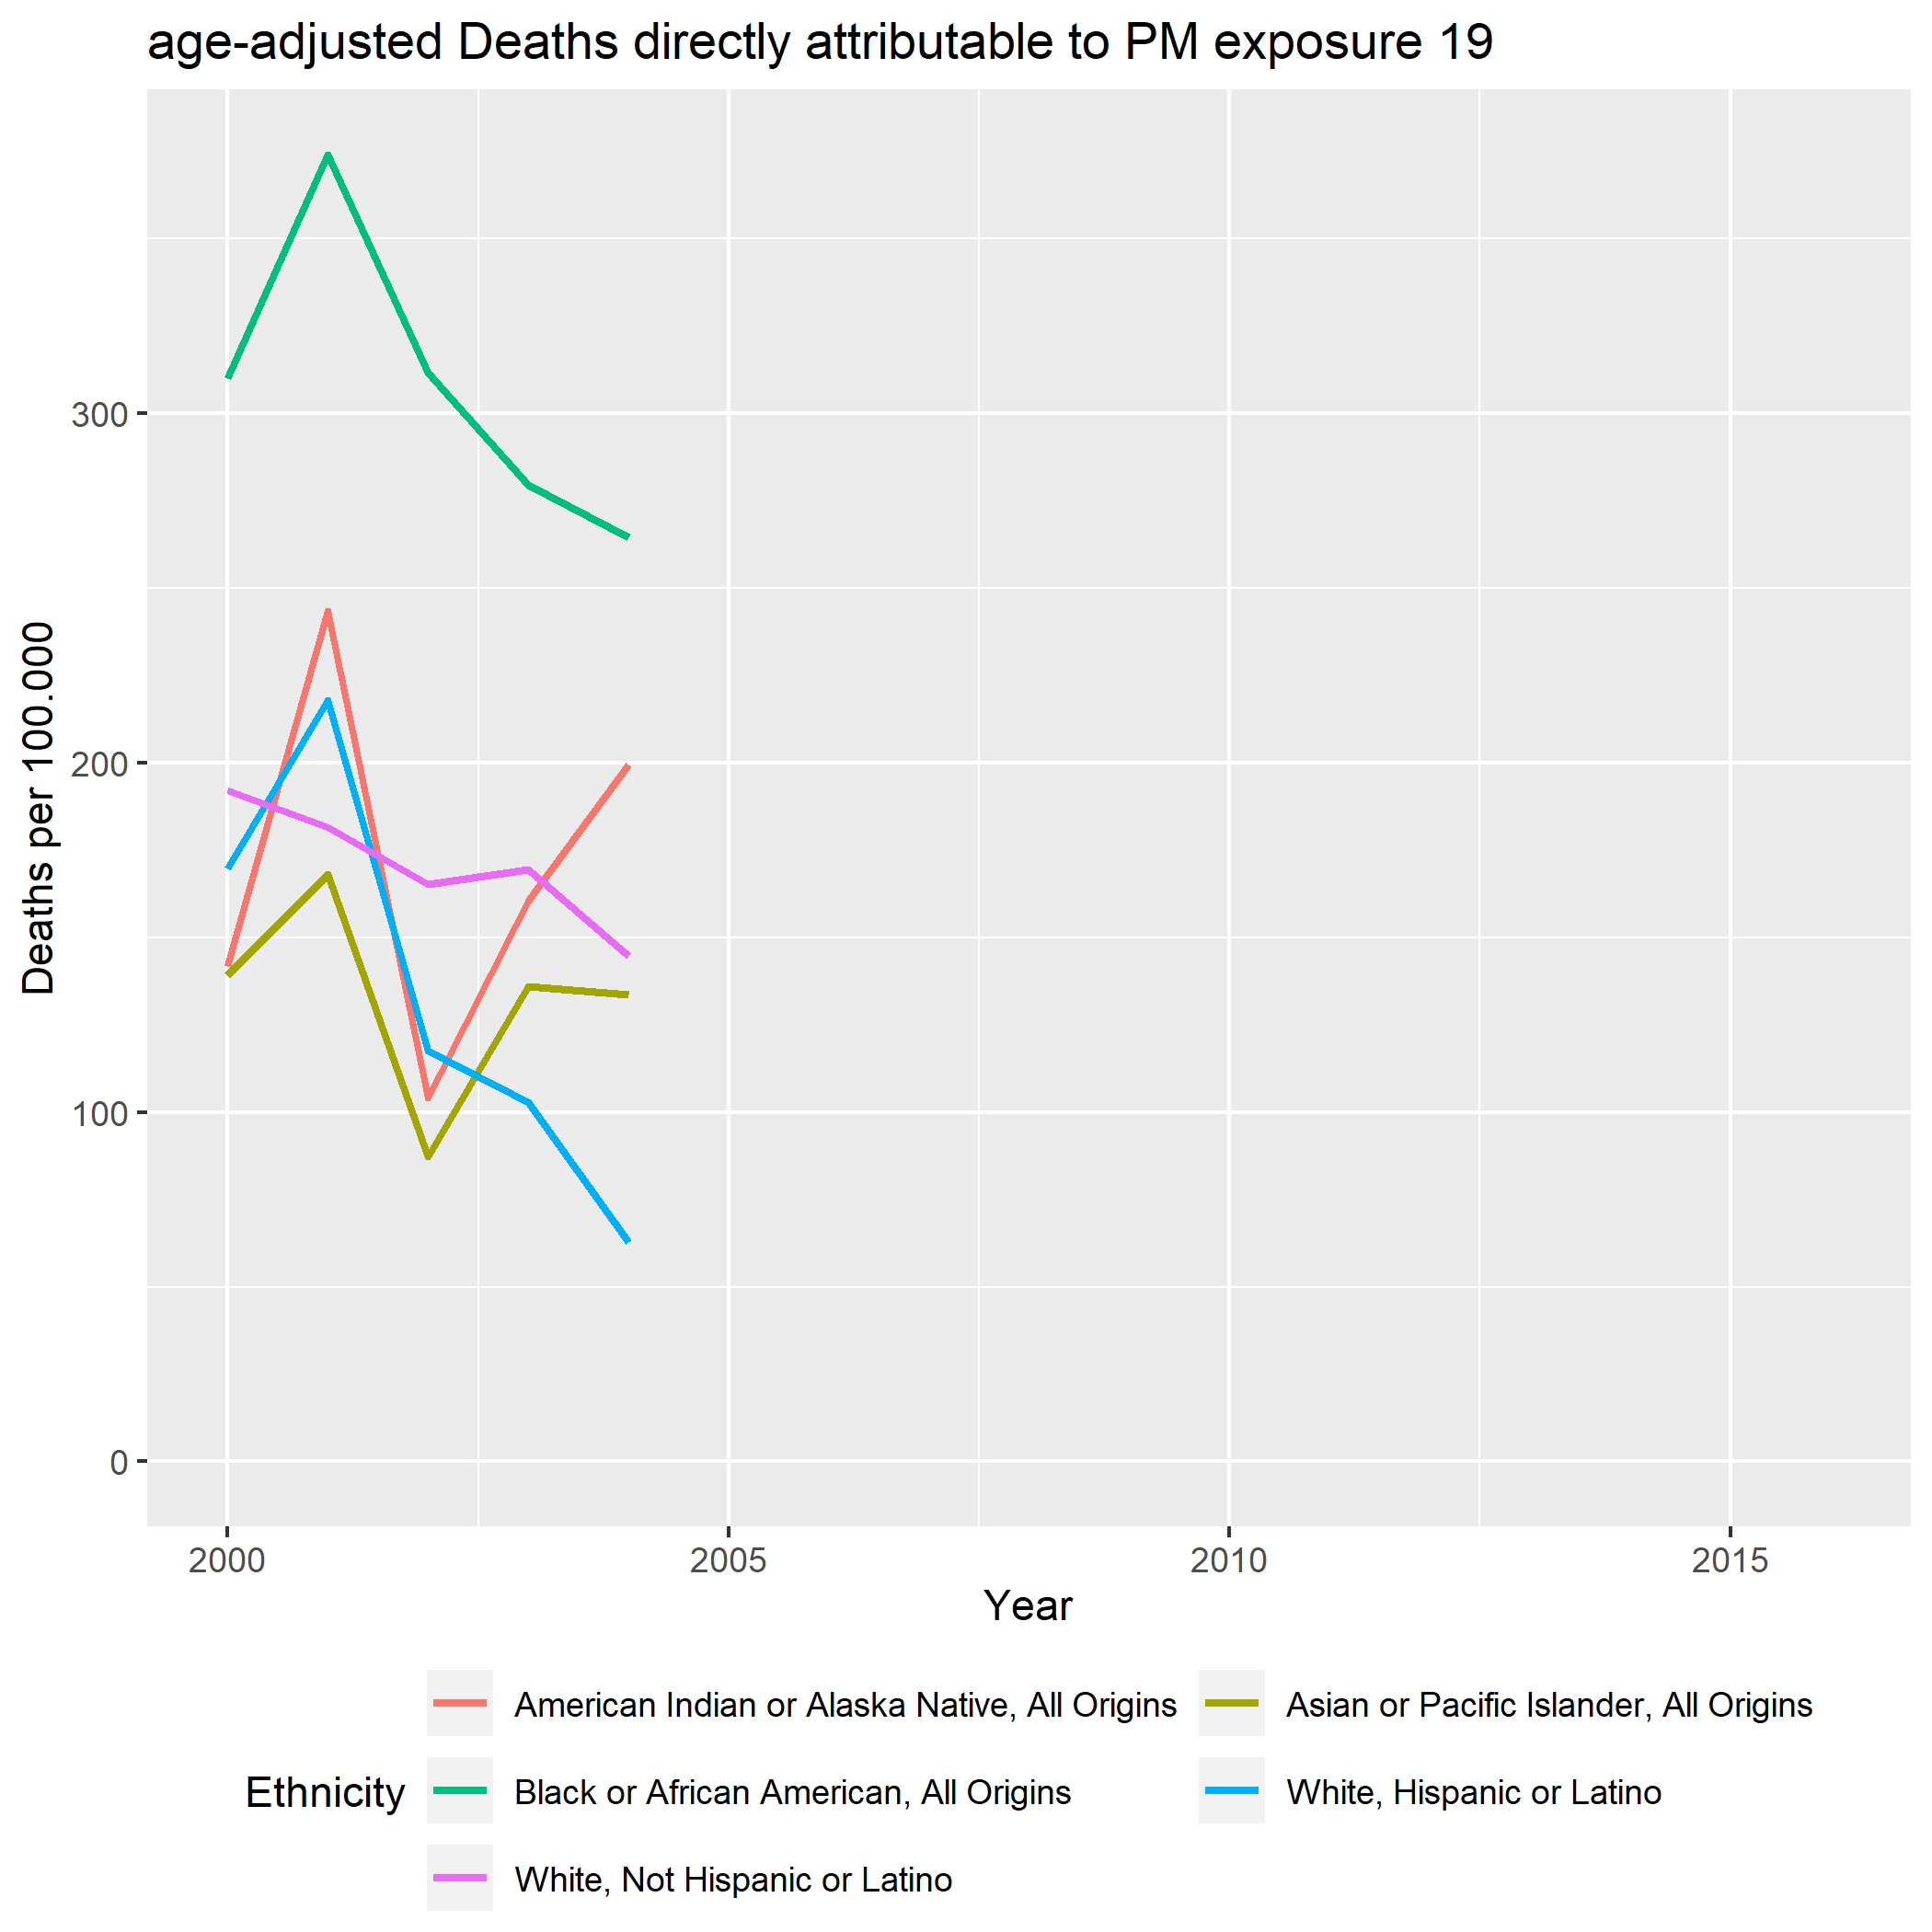 age-adjusted Deaths directly attributable to PM exposure 19
Deaths per 100.000
300
200
100
0
2000
2005
2010
2015
Year
Ethnicity
American Indian or Alaska Native, All Origins
Asian or Pacific Islander, All Origins
Black or African American, All Origins
White, Hispanic or Latino
White, Not Hispanic or Latino